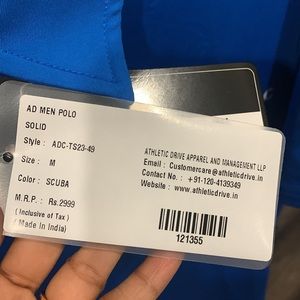 AD MEN POLO
SOLID
Style : ADC-TS23-49
Size : M
Color : SCUBA
M.R.P. : Rs.2999
(Inclusive of Tax)
(Made In India)
ATHLETIC DRIVE APPAREL AND MANAGEMENT LLP
Email : Customercare@athleticdrive.in
Contact No. : +91-120-4139349
Website : www.athleticdrive.in
121355